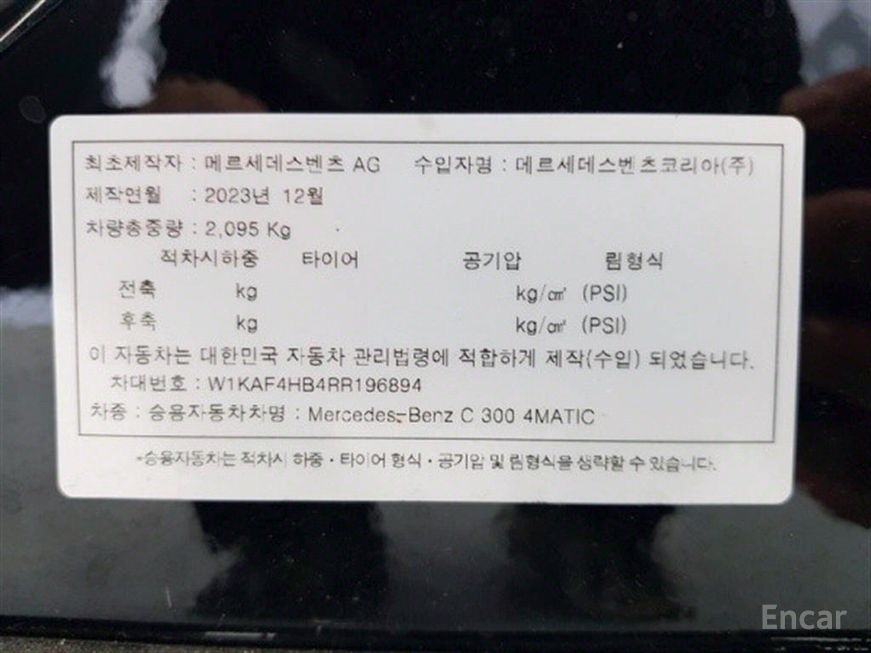 최초제작자 : 메르세데스벤츠 AG 수입자명 : 메르세데스벤츠코리아(주)
제작연월 : 2023년 12월
차량총중량 : 2,095 Kg
적차시하중 타이어 공기압 림형식
전축 kg kg/㎠ (PSI)
후축 kg kg/㎠ (PSI)
이 자동차는 대한민국 자동차 관리법령에 적합하게 제작(수입) 되었습니다.
차대번호 : W1KAF4HB4RR196894
차종 : 승용자동차차명 : Mercedes-Benz C 300 4MATIC
*승용자동차는 적차시 하중·타이어 형식·공기압 및 림형식을 생략할 수 있습니다.
Encar